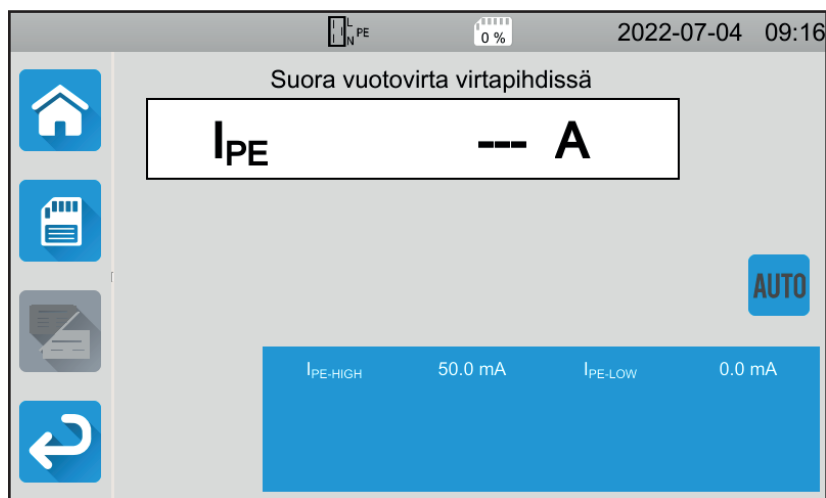 L
N PE 0 % 2022-07-04 09:16
Suora vuotovirta virtapihdissä
IPE --- A
AUTO
IPE-HIGH 50.0 mA IPE-LOW 0.0 mA